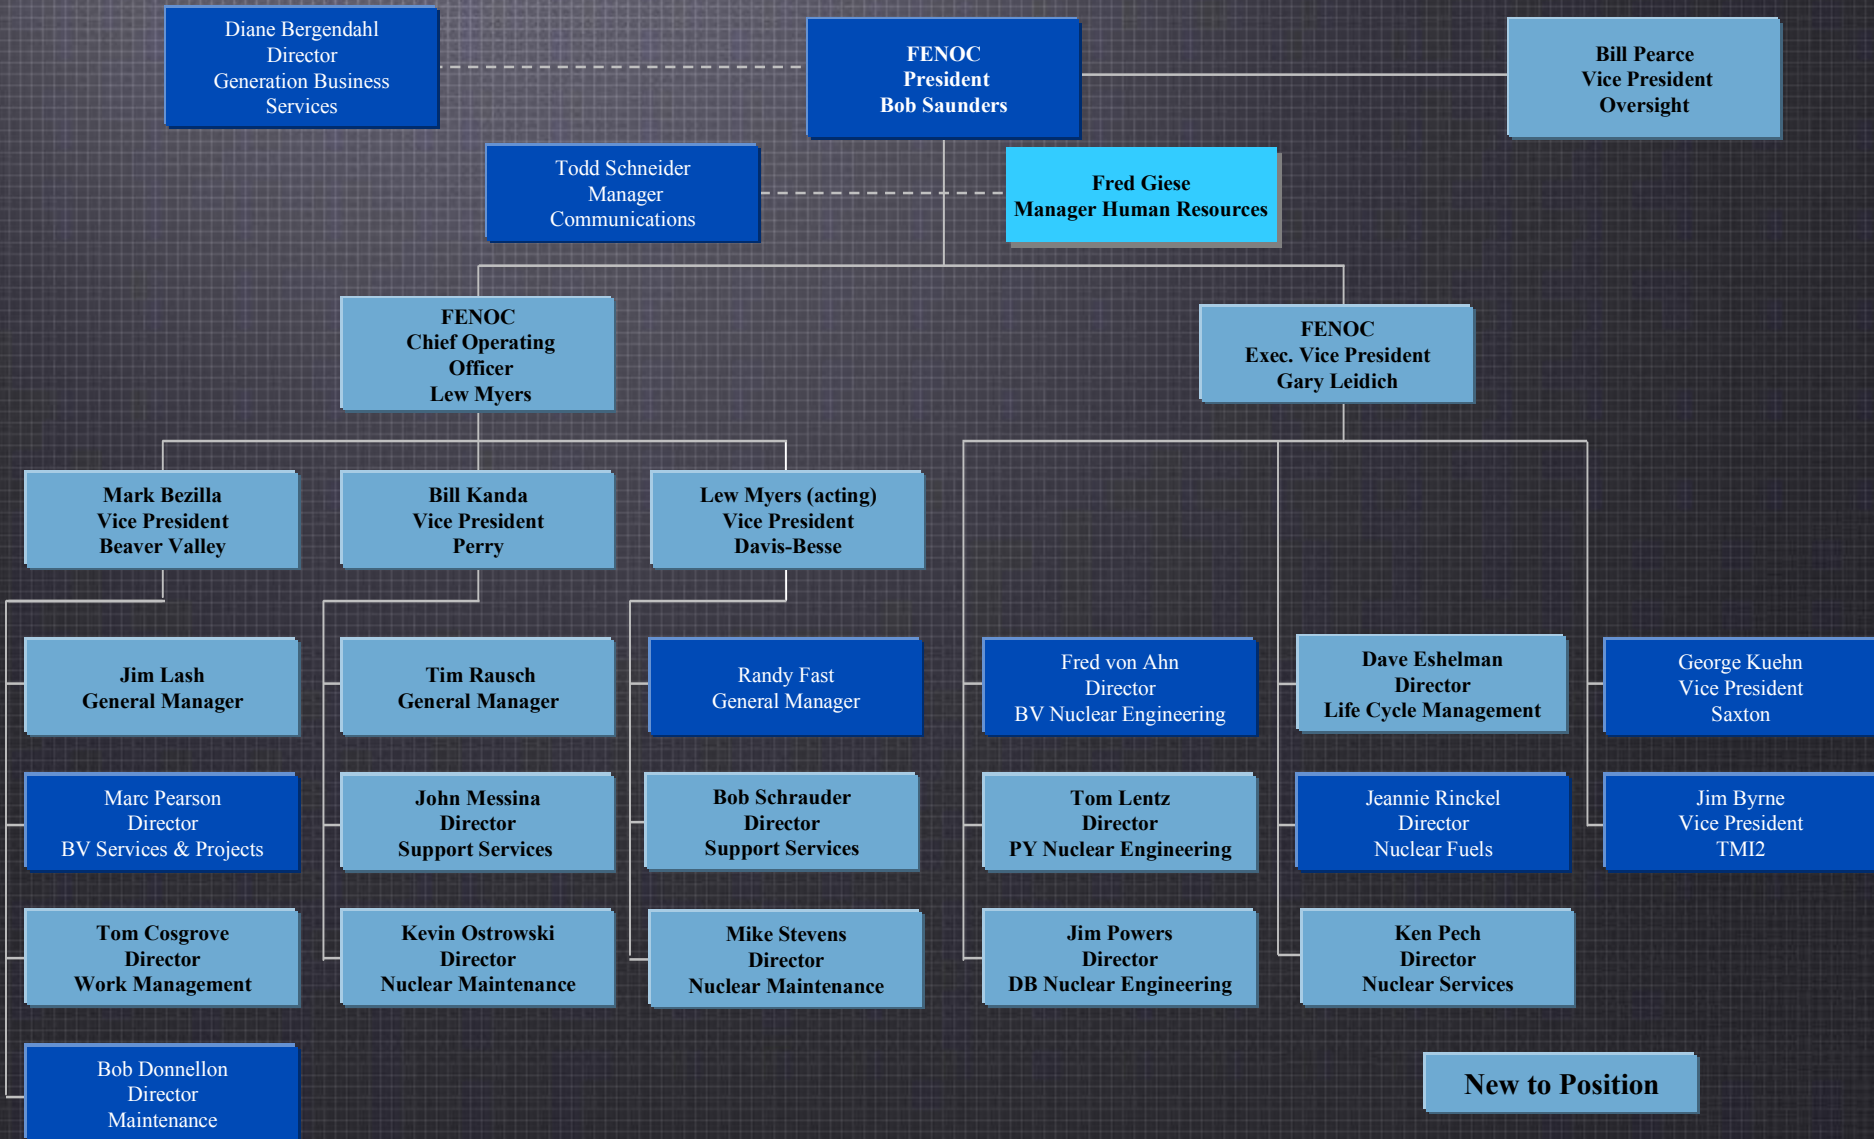 Diane Bergendahl
Director
Generation Business
Services
FENOC
President
Bob Saunders
Bill Pearce
Vice President
Oversight
Todd Schneider
Manager
Communications
Fred Giese
Manager Human Resources
FENOC
Chief Operating
Officer
Lew Myers
FENOC
Exec. Vice President
Gary Leidich
Mark Bezilla
Vice President
Beaver Valley
Bill Kanda
Vice President
Perry
Lew Myers (acting)
Vice President
Davis-Besse
Jim Lash
General Manager
Tim Rausch
General Manager
Randy Fast
General Manager
Fred von Ahn
Director
BV Nuclear Engineering
Dave Eshelman
Director
Life Cycle Management
George Kuehn
Vice President
Saxton
Marc Pearson
Director
BV Services & Projects
John Messina
Director
Support Services
Bob Schrauder
Director
Support Services
Tom Lentz
Director
PY Nuclear Engineering
Jeannie Rinckel
Director
Nuclear Fuels
Jim Byrne
Vice President
TMI2
Tom Cosgrove
Director
Work Management
Kevin Ostrowski
Director
Nuclear Maintenance
Mike Stevens
Director
Nuclear Maintenance
Jim Powers
Director
DB Nuclear Engineering
Ken Pech
Director
Nuclear Services
Bob Donnellon
Director
Maintenance
New to Position